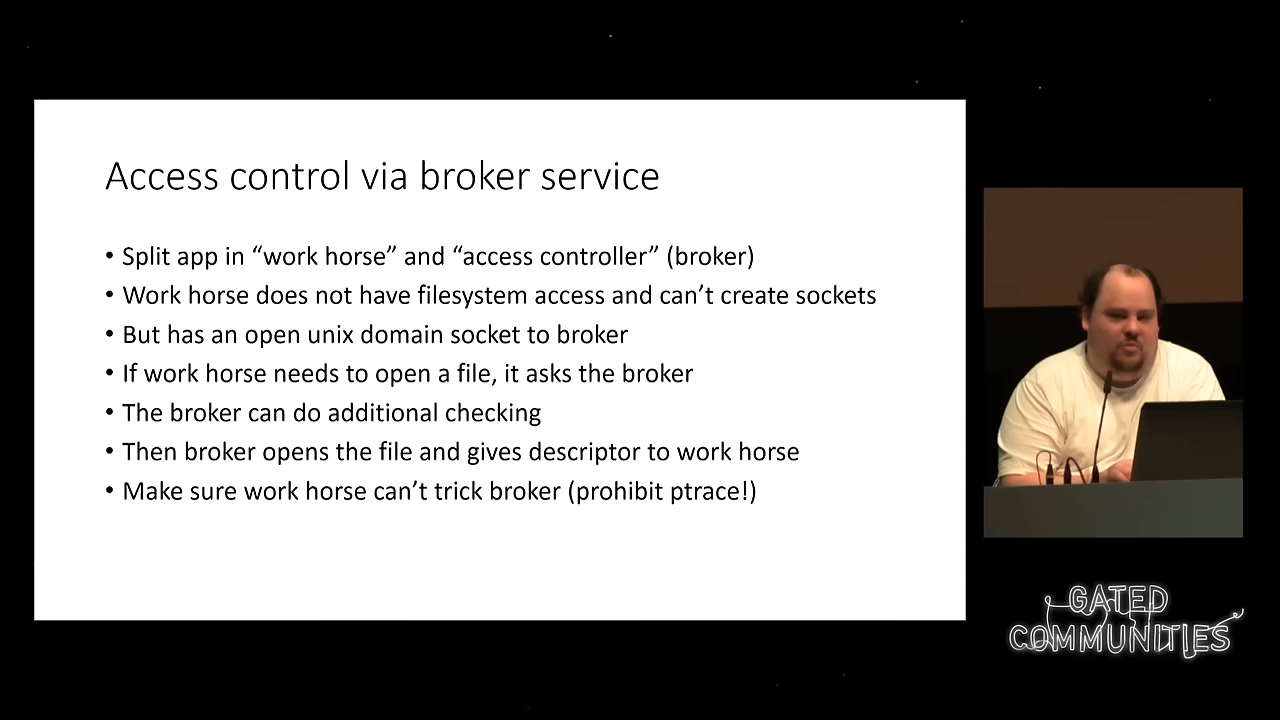 Access control via broker service
• Split app in “work horse” and “access controller” (broker)
• Work horse does not have filesystem access and can’t create sockets
• But has an open unix domain socket to broker
• If work horse needs to open a file, it asks the broker
• The broker can do additional checking
• Then broker opens the file and gives descriptor to work horse
• Make sure work horse can’t trick broker (prohibit ptrace!)
GATED
COMMUNITIES